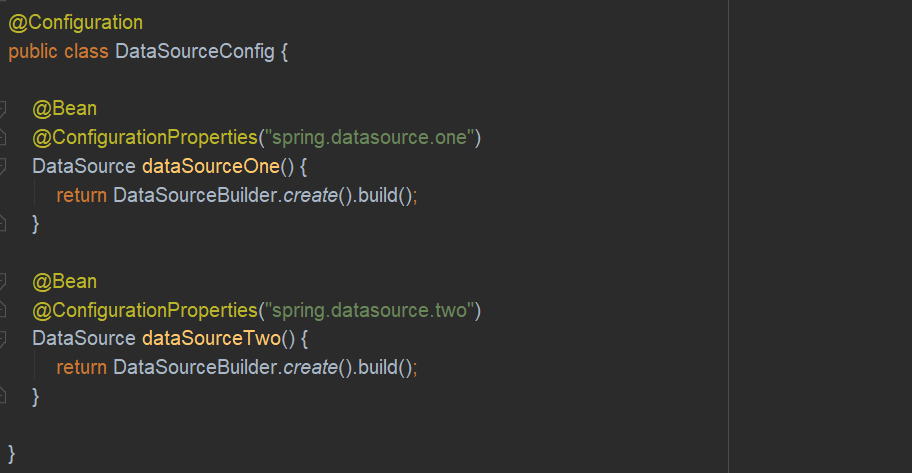 @Configuration
public class DataSourceConfig {
@Bean
@ConfigurationProperties("spring.datasource.one")
DataSource dataSourceOne() {
return DataSourceBuilder.create().build();
}
@Bean
@ConfigurationProperties("spring.datasource.two")
DataSource dataSourceTwo() {
return DataSourceBuilder.create().build();
}
}